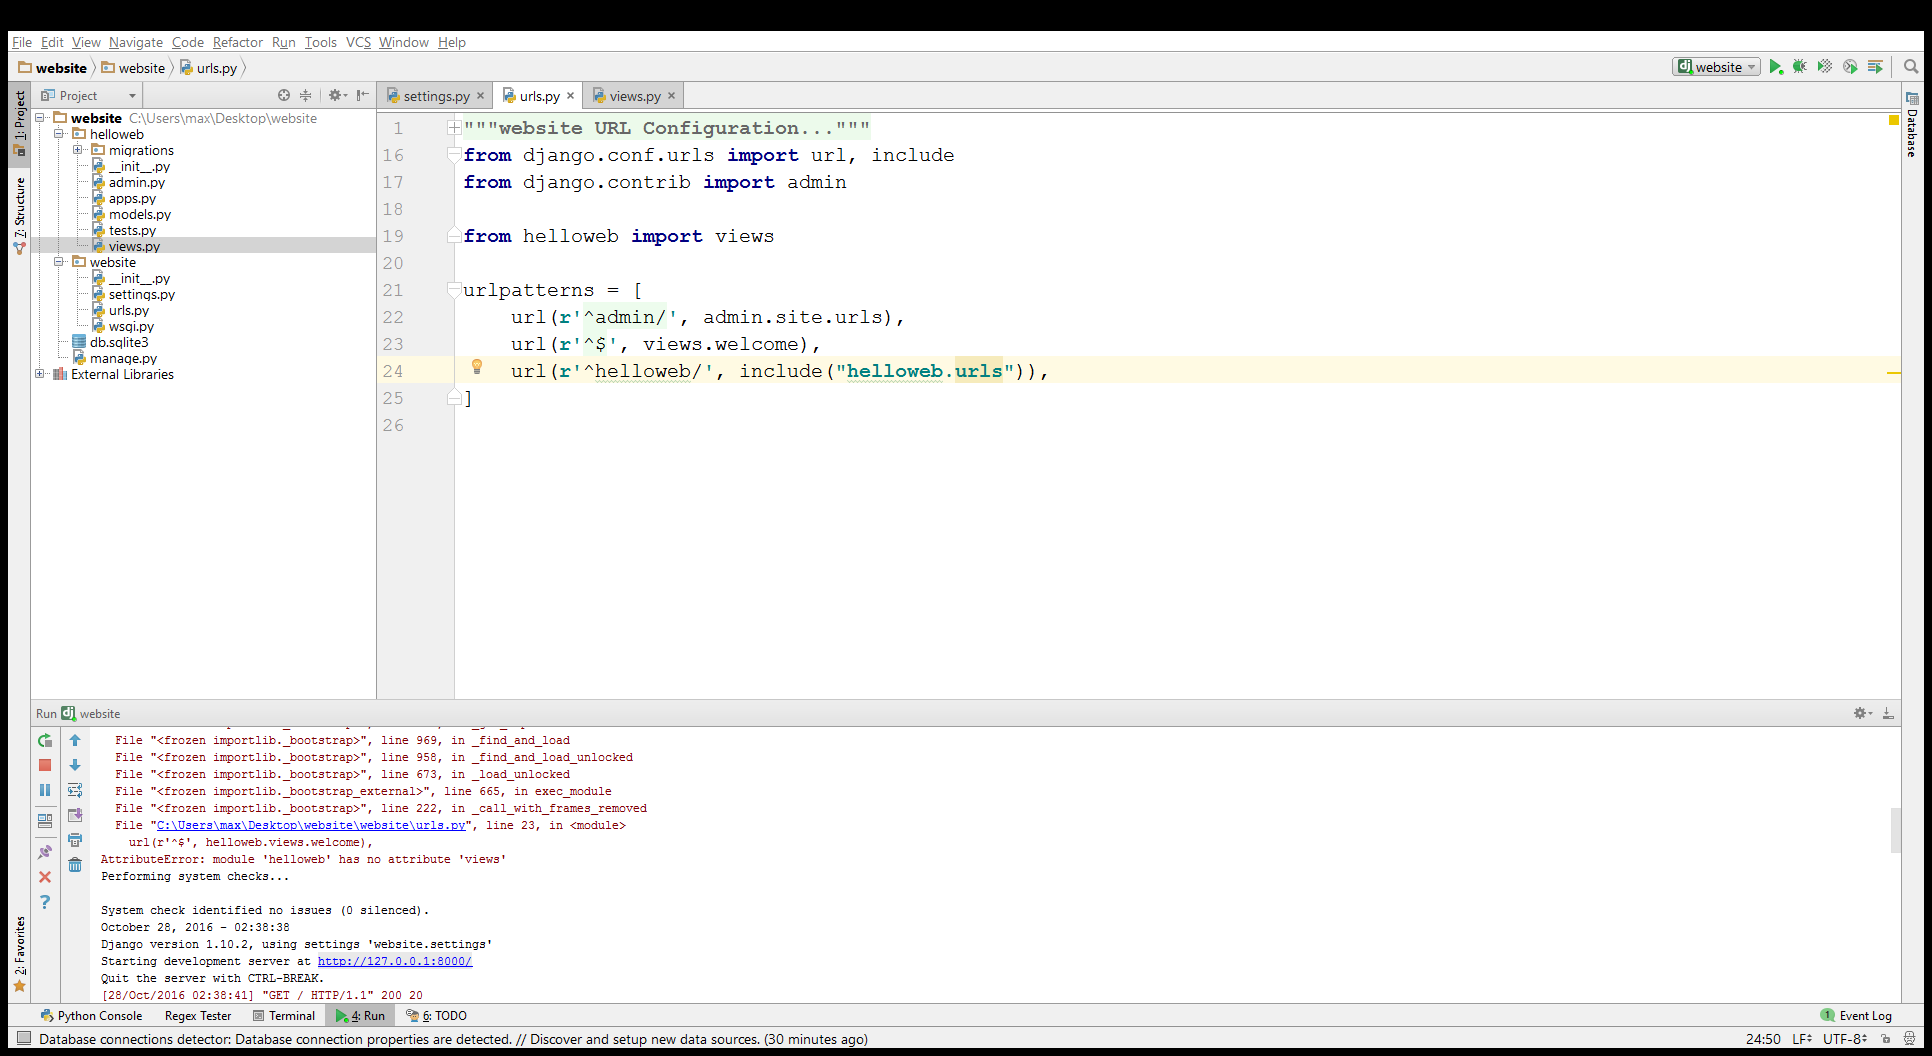 File Edit View Navigate Code Refactor Run Tools VCS Window Help
website website urls.py
website
1: Project
7: Structure
2: Favorites
Project
website C:\Users\max\Desktop\website
helloweb
migrations
__init__.py
admin.py
apps.py
models.py
tests.py
views.py
website
__init__.py
settings.py
urls.py
wsgi.py
db.sqlite3
manage.py
External Libraries
settings.py urls.py views.py
1 """website URL Configuration..."""
16 from django.conf.urls import url, include
17 from django.contrib import admin
18
19 from helloweb import views
20
21 urlpatterns = [
22 url(r'^admin/', admin.site.urls),
23 url(r'^$', views.welcome),
24 url(r'^helloweb/', include("helloweb.urls")),
25 ]
26
Database
Run website
File "<frozen importlib._bootstrap>", line 969, in _find_and_load
File "<frozen importlib._bootstrap>", line 958, in _find_and_load_unlocked
File "<frozen importlib._bootstrap>", line 673, in _load_unlocked
File "<frozen importlib._bootstrap_external>", line 665, in exec_module
File "<frozen importlib._bootstrap>", line 222, in _call_with_frames_removed
File "C:\Users\max\Desktop\website\website\urls.py", line 23, in <module>
url(r'^$', helloweb.views.welcome),
AttributeError: module 'helloweb' has no attribute 'views'
Performing system checks...
System check identified no issues (0 silenced).
October 28, 2016 - 02:38:38
Django version 1.10.2, using settings 'website.settings'
Starting development server at http://127.0.0.1:8000/
Quit the server with CTRL-BREAK.
[28/Oct/2016 02:38:41] "GET / HTTP/1.1" 200 20
Python Console Regex Tester Terminal 4: Run 6: TODO 1 Event Log
Database connections detector: Database connection properties are detected. // Discover and setup new data sources. (30 minutes ago) 24:50 LF UTF-8